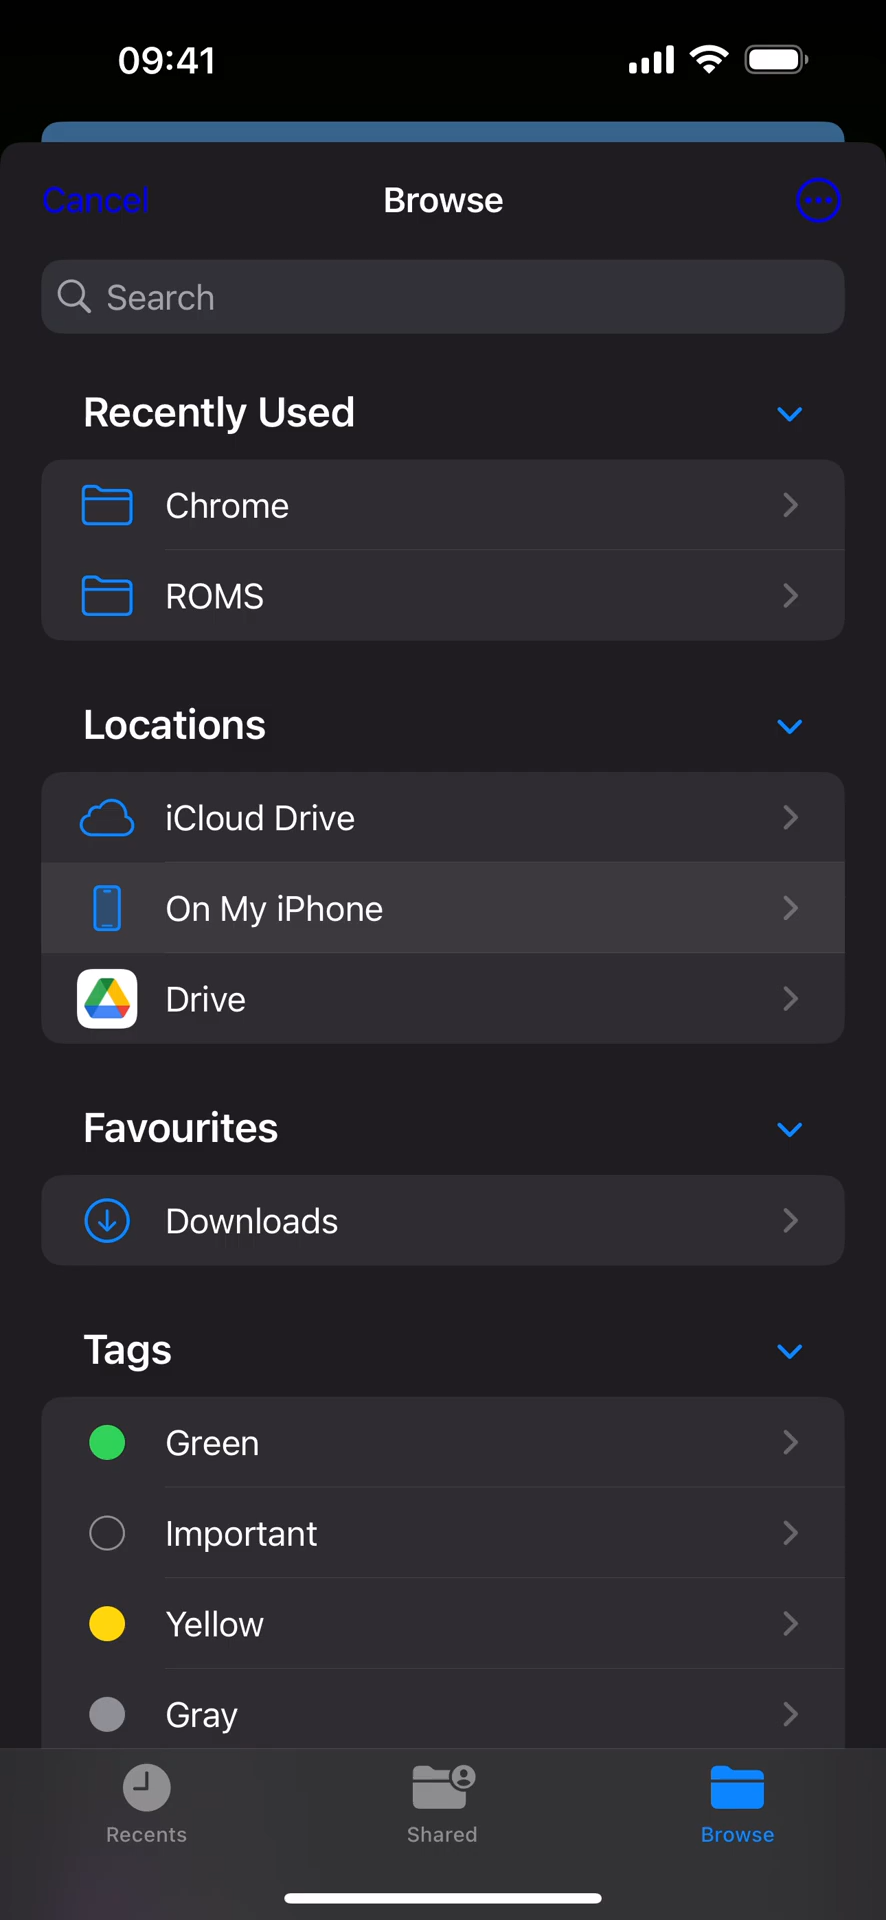 09:41
Cancel
Browse
Search
Recently Used
Chrome
ROMS
Locations
iCloud Drive
On My iPhone
Drive
Favourites
Downloads
Tags
Green
Important
Yellow
Gray
Recents
Shared
Browse